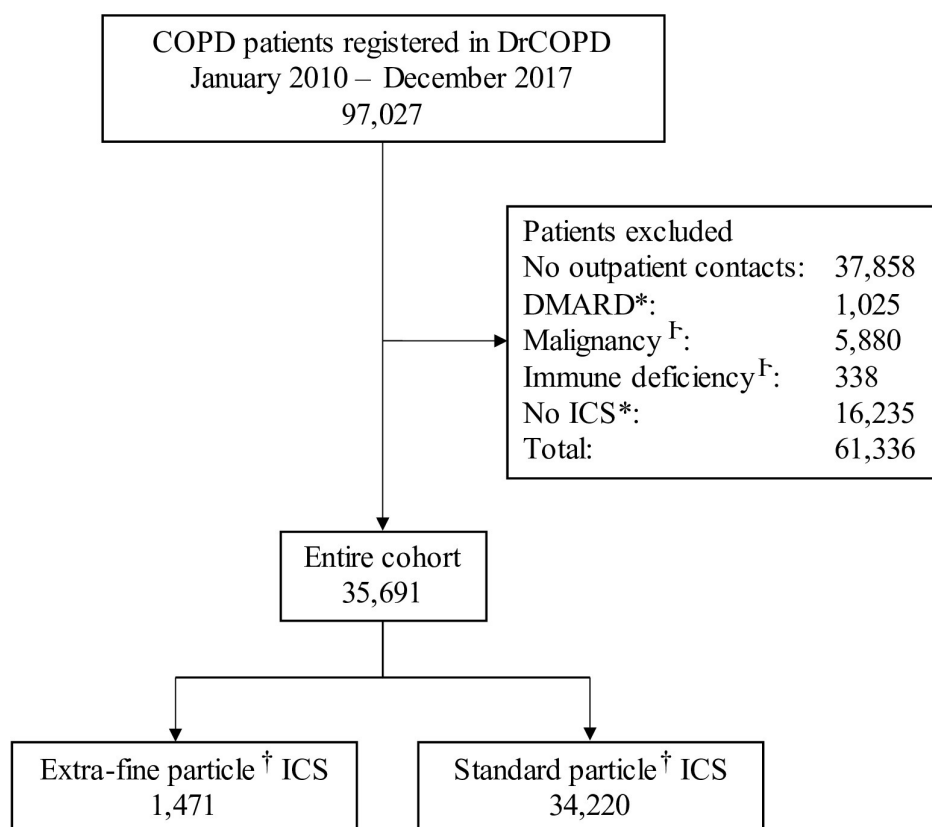 COPD patients registered in DrCOPD
January 2010 – December 2017
97,027
Patients excluded
No outpatient contacts: 37,858
DMARD*: 1,025
Malignancy Ⱶ: 5,880
Immune deficiencyⱵ: 338
No ICS*: 16,235
Total: 61,336
Entire cohort
35,691
Extra-fine particle † ICS
1,471
Standard particle† ICS
34,220